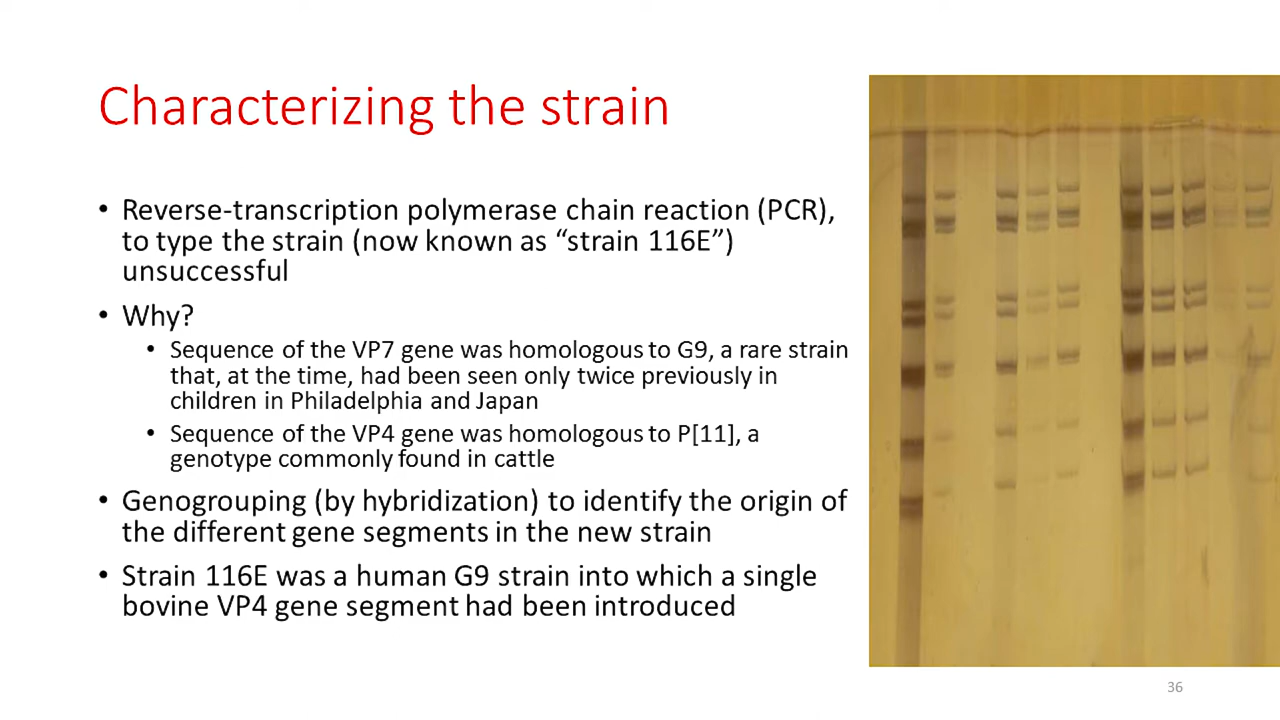 Characterizing the strain
• Reverse-transcription polymerase chain reaction (PCR),
to type the strain (now known as “strain 116E”)
unsuccessful
• Why?
• Sequence of the VP7 gene was homologous to G9, a rare strain
that, at the time, had been seen only twice previously in
children in Philadelphia and Japan
• Sequence of the VP4 gene was homologous to P[11], a
genotype commonly found in cattle
• Genogrouping (by hybridization) to identify the origin of
the different gene segments in the new strain
• Strain 116E was a human G9 strain into which a single
bovine VP4 gene segment had been introduced
36